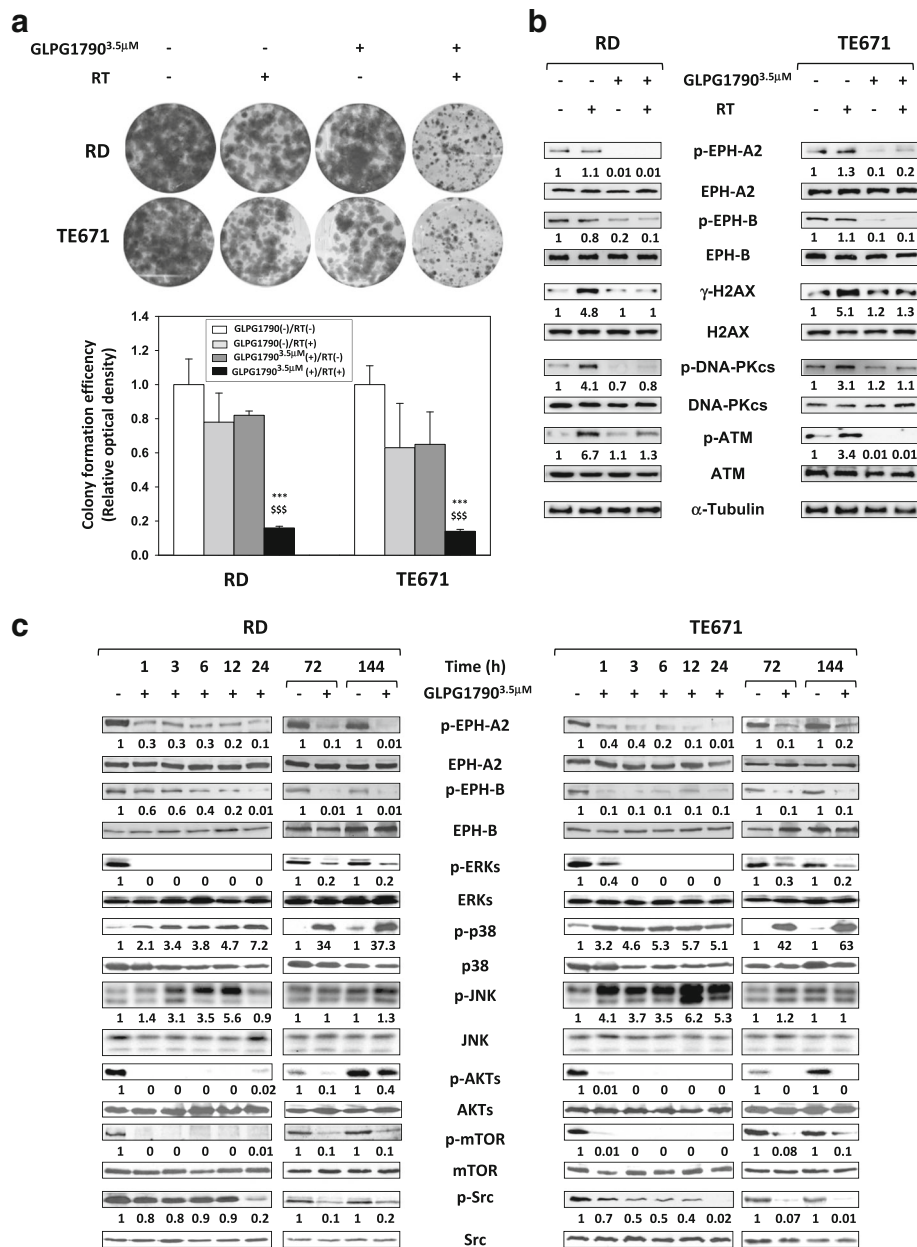 a
GLPG1790^3.5μM - - + +
RT - + - +
RD
TE671
Colony formation efficency
(Relative optical density)
1.4
1.2
1.0
0.8
0.6
0.4
0.2
0.0
GLPG1790(-)/RT(-)
GLPG1790(-)/RT(+)
GLPG1790^3.5μM(+)/RT(-)
GLPG1790^3.5μM (+)/RT(+)
***
$$$
***
$$$
RD TE671
b
RD TE671
- - + + GLPG1790^3.5μM - - + +
- + - + RT - + - +
p-EPH-A2
1 1.1 0.01 0.01 1 1.3 0.1 0.2
EPH-A2
p-EPH-B
1 0.8 0.2 0.1 1 1.1 0.1 0.1
EPH-B
γ-H2AX
1 4.8 1 1 1 5.1 1.2 1.3
H2AX
p-DNA-PKcs
1 4.1 0.7 0.8 1 3.1 1.2 1.1
DNA-PKcs
p-ATM
1 6.7 1.1 1.3 1 3.4 0.01 0.01
ATM
α-Tubulin
c
RD TE671
1 3 6 12 24 72 144 Time (h) 1 3 6 12 24 72 144
- + + + + + - + - + GLPG1790^3.5μM - + + + + + - + - +
p-EPH-A2
1 0.3 0.3 0.3 0.2 0.1 1 0.1 1 0.01 1 0.4 0.4 0.2 0.1 0.01 1 0.1 1 0.2
EPH-A2
p-EPH-B
1 0.6 0.6 0.4 0.2 0.01 1 0.01 1 0.01 1 0.1 0.1 0.1 0.1 0.1 1 0.1 1 0.1
EPH-B
p-ERKs
1 0 0 0 0 0 1 0.2 1 0.2 1 0.4 0 0 0 0 1 0.3 1 0.2
ERKs
p-p38
1 2.1 3.4 3.8 4.7 7.2 1 34 1 37.3 1 3.2 4.6 5.3 5.7 5.1 1 42 1 63
p38
p-JNK
1 1.4 3.1 3.5 5.6 0.9 1 1 1 1.3 1 4.1 3.7 3.5 6.2 5.3 1 1.2 1 1
JNK
p-AKTs
1 0 0 0 0 0.02 1 0.1 1 0.4 1 0.01 0 0 0 0 1 0 1 0
AKTs
p-mTOR
1 0 0 0 0 0.01 1 0.1 1 0.1 1 0.01 0 0 0 0 1 0.08 1 0.1
mTOR
p-Src
1 0.8 0.8 0.9 0.9 0.2 1 0.1 1 0.2 1 0.7 0.5 0.5 0.4 0.02 1 0.07 1 0.01
Src